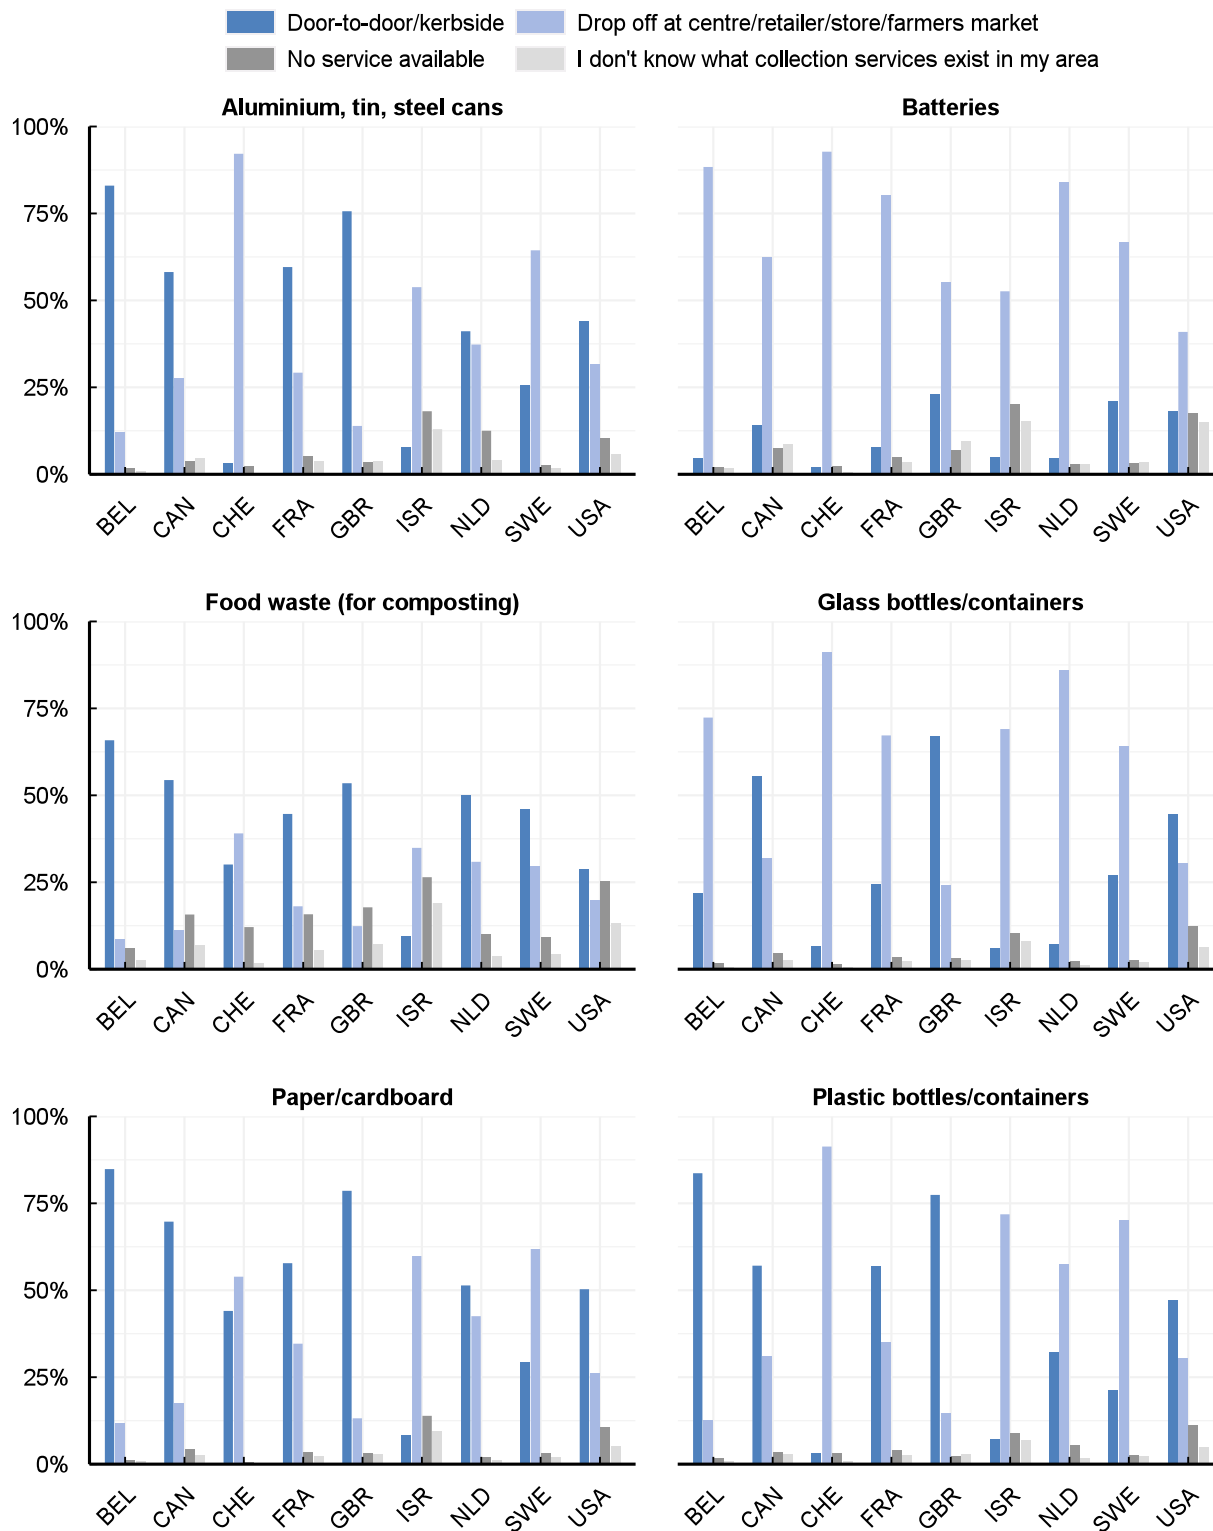 Door-to-door/kerbside Drop off at centre/retailer/store/farmers market
No service available I don't know what collection services exist in my area
Aluminium, tin, steel cans Batteries
100%
75%
50%
25%
0%
BEL CAN CHE FRA GBR ISR NLD SWE USA BEL CAN CHE FRA GBR ISR NLD SWE USA
Food waste (for composting) Glass bottles/containers
100%
75%
50%
25%
0%
BEL CAN CHE FRA GBR ISR NLD SWE USA BEL CAN CHE FRA GBR ISR NLD SWE USA
Paper/cardboard Plastic bottles/containers
100%
75%
50%
25%
0%
BEL CAN CHE FRA GBR ISR NLD SWE USA BEL CAN CHE FRA GBR ISR NLD SWE USA